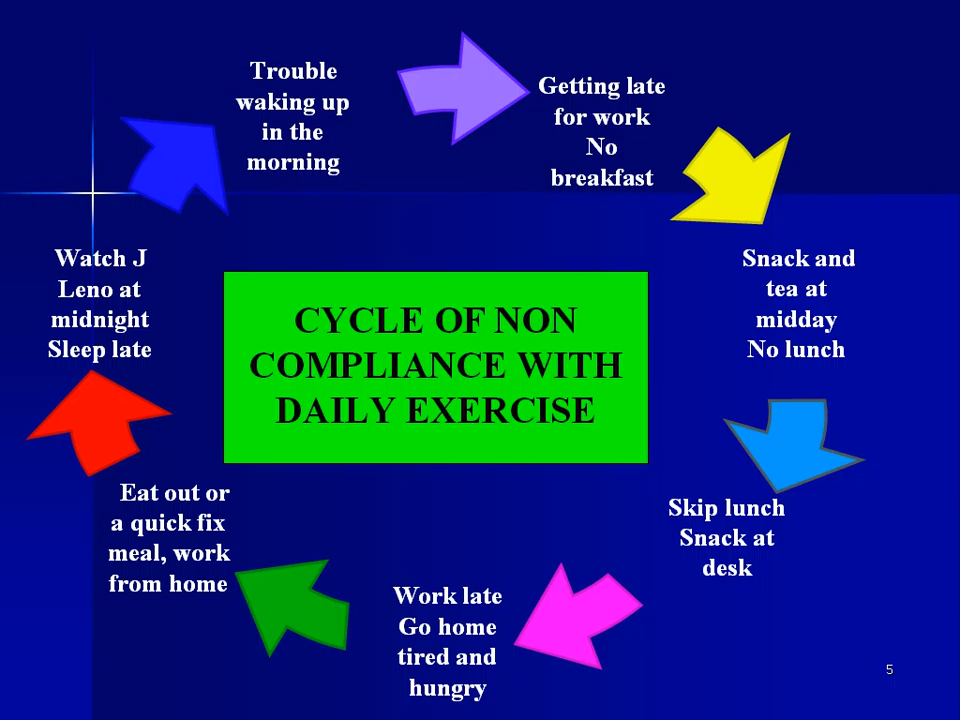 Trouble
waking up
in the
morning
Getting late
for work
No
breakfast
Snack and
tea at
midday
No lunch
Skip lunch
Snack at
desk
Work late
Go home
tired and
hungry
Eat out or
a quick fix
meal, work
from home
Watch J
Leno at
midnight
Sleep late
CYCLE OF NON
COMPLIANCE WITH
DAILY EXERCISE
5